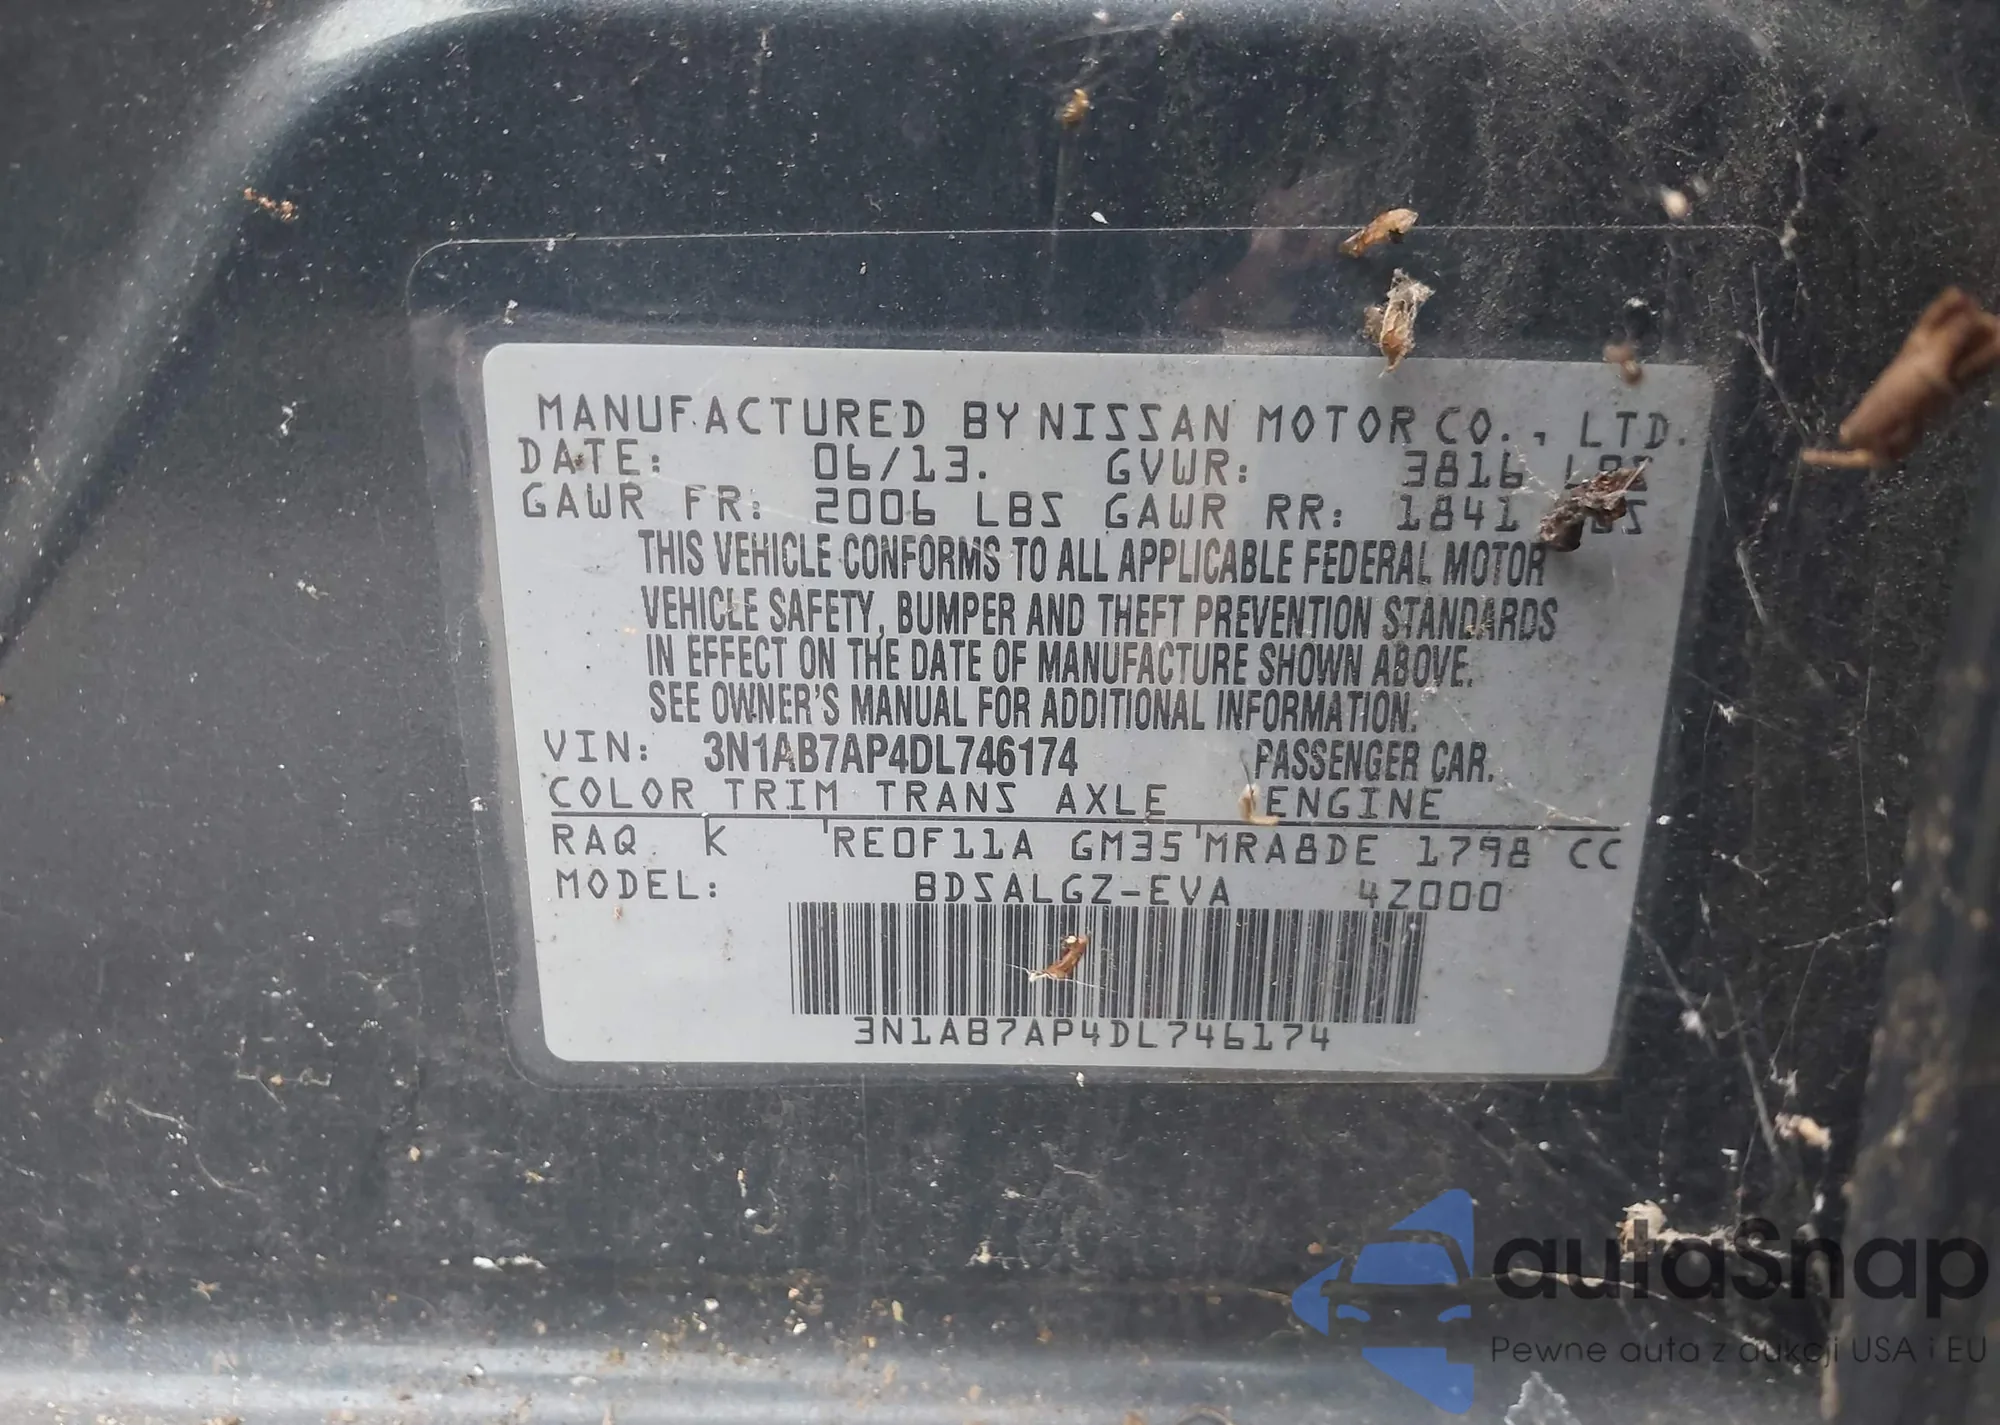 MANUFACTURED BY NISSAN MOTOR CO., LTD.
DATE: 06/13. GVWR: 3816 LBS
GAWR FR: 2006 LBS GAWR RR: 1841 LBS
THIS VEHICLE CONFORMS TO ALL APPLICABLE FEDERAL MOTOR
VEHICLE SAFETY, BUMPER AND THEFT PREVENTION STANDARDS
IN EFFECT ON THE DATE OF MANUFACTURE SHOWN ABOVE.
SEE OWNER'S MANUAL FOR ADDITIONAL INFORMATION.
VIN: 3N1AB7AP4DL746174 PASSENGER CAR.
COLOR TRIM TRANS AXLE ENGINE
RAQ K 'RE0F11A GM35'MRA8DE 1798 CC
MODEL: BDSALGZ-EVA 4Z000
3N1AB7AP4DL746174
autaSnap
Pewne auta z aukcji USA i EU